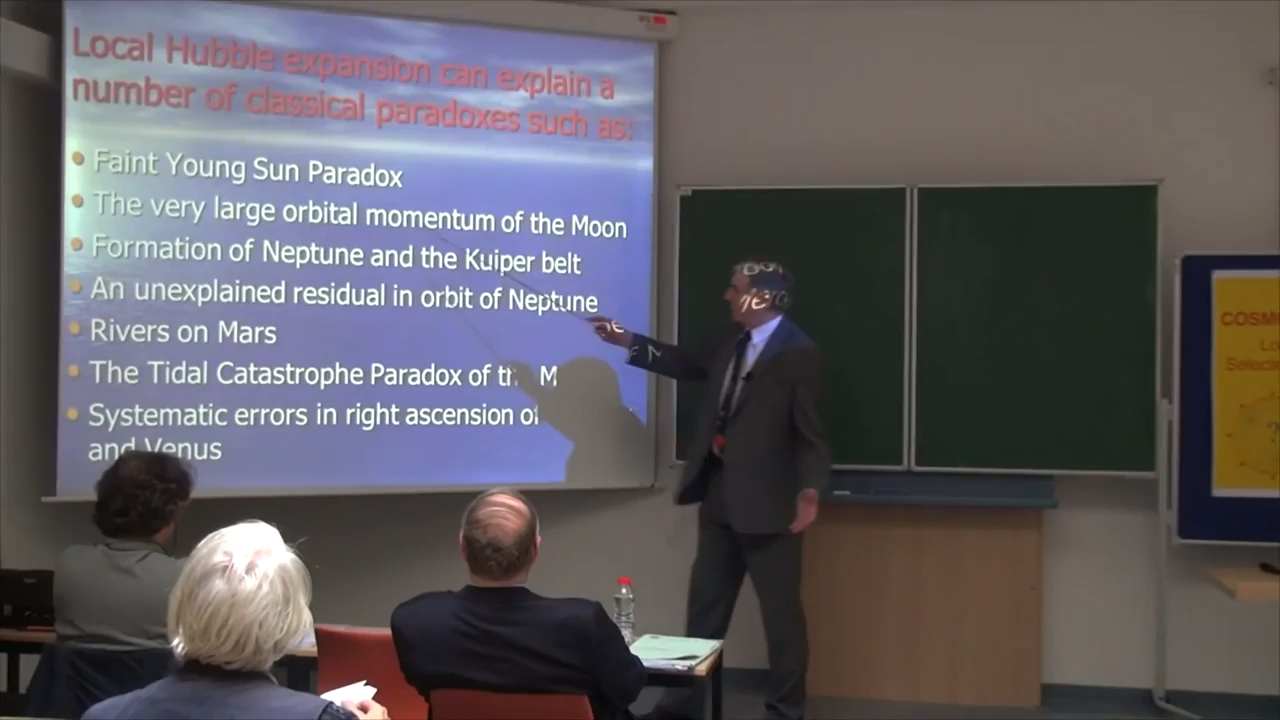 Local Hubble expansion can explain a
number of classical paradoxes such as:
Faint Young Sun Paradox
The very large orbital momentum of the Moon
Formation of Neptune and the Kuiper belt
An unexplained residual in orbit of Neptune
Rivers on Mars
The Tidal Catastrophe Paradox of th M
Systematic errors in right ascension of
and Venus